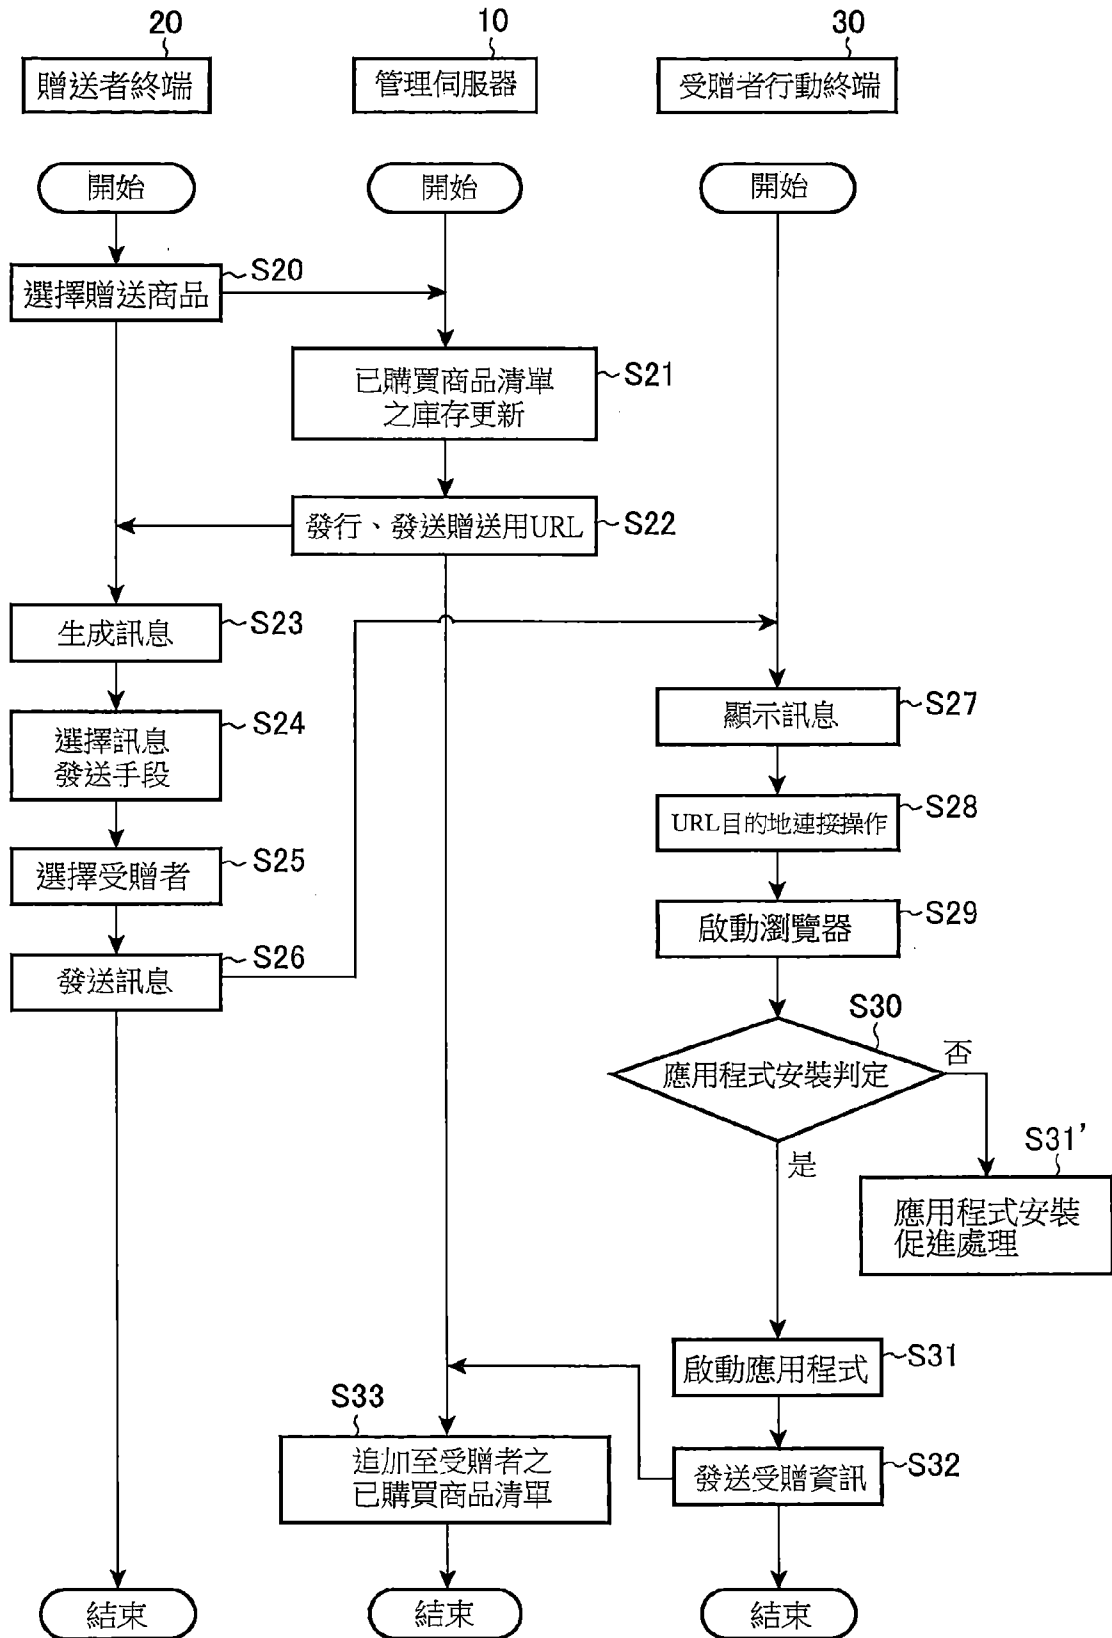 20
10
30
贈送者終端
管理伺服器
受贈者行動終端
開始
開始
開始
選擇贈送商品
S20
已購買商品清單
之庫存更新
S21
發行、發送贈送用URL
S22
生成訊息
S23
選擇訊息
發送手段
S24
顯示訊息
S27
URL目的地連接操作
S28
選擇受贈者
S25
啟動瀏覽器
S29
發送訊息
S26
S30
應用程式安裝判定
否
是
S31’
應用程式安裝
促進處理
啟動應用程式
S31
S33
追加至受贈者之
已購買商品清單
發送受贈資訊
S32
結束
結束
結束